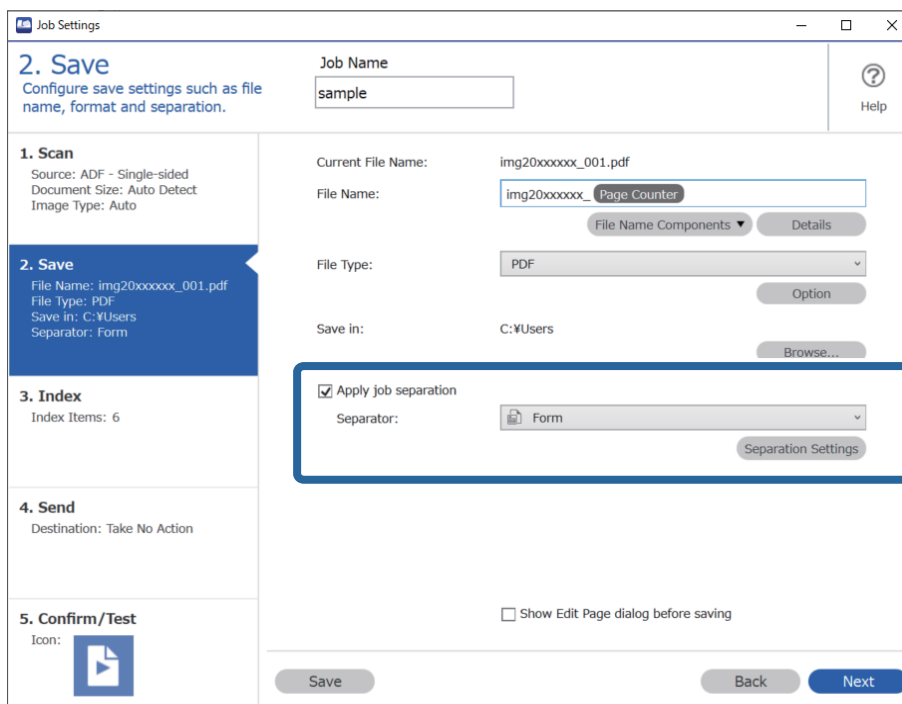 Job Settings
2. Save
Configure save settings such as file
name, format and separation.
Job Name
sample
?
Help
1. Scan
Source: ADF - Single-sided
Document Size: Auto Detect
Image Type: Auto
2. Save
File Name: img20xxxxxx_001.pdf
File Type: PDF
Save in: C:¥Users
Separator: Form
3. Index
Index Items: 6
4. Send
Destination: Take No Action
5. Confirm/Test
Icon:
Current File Name: img20xxxxxx_001.pdf
File Name: img20xxxxxx_ Page Counter
File Name Components ▼ Details
File Type: PDF
Option
Save in: C:¥Users
Browse...
Apply job separation
Separator: Form
Separation Settings
Show Edit Page dialog before saving
Save Back Next